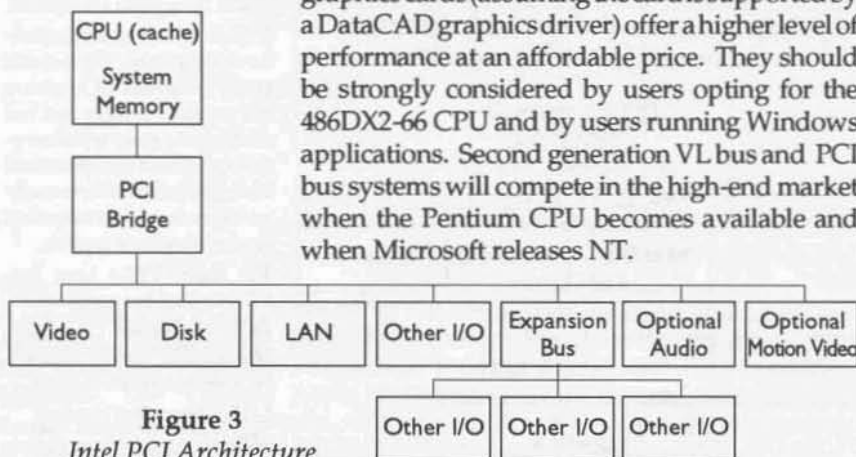 graphics cards (assuming the card is supported by
a DataCAD graphics driver) offer a higher level of
performance at an affordable price. They should
be strongly considered by users opting for the
486DX2-66 CPU and by users running Windows
applications. Second generation VL bus and PCI
bus systems will compete in the high-end market
when the Pentium CPU becomes available and
when Microsoft releases NT.
CPU (cache)
System
Memory
PCI
Bridge
Video
Disk
LAN
Other I/O
Expansion
Bus
Optional
Audio
Optional
Motion Video
Other I/O
Other I/O
Other I/O
Figure 3
Intel PCI Architecture